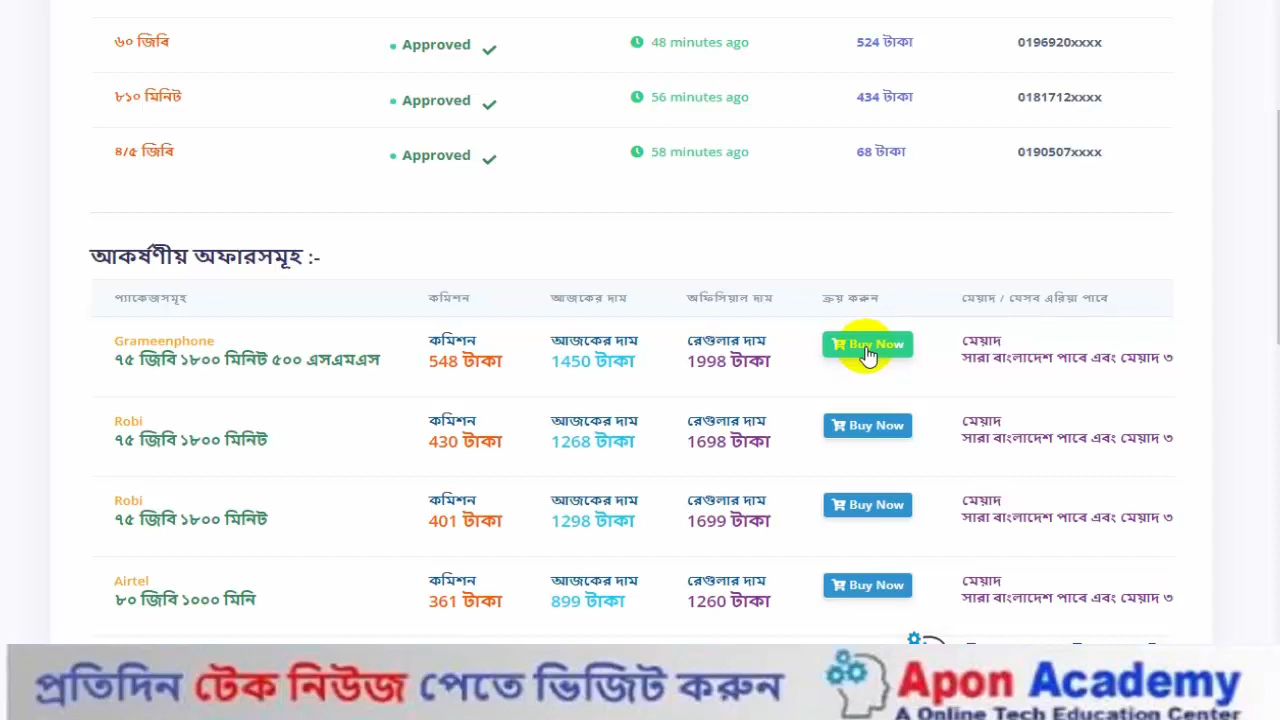 ৬০ জিবি Approved 48 minutes ago 524 টাকা 0196920xxxx
৮১০ মিনিট Approved 56 minutes ago 434 টাকা 0181712xxxx
৪/৫ জিবি Approved 58 minutes ago 68 টাকা 0190507xxxx
আকর্ষণীয় অফারসমূহ :-
প্যাকেজসমূহ কমিশন আজকের দাম অফিসিয়াল দাম ক্রয় করুন মেয়াদ / যেসব এরিয়া পাবে
Grameenphone কমিশন আজকের দাম রেগুলার দাম Buy Now মেয়াদ
৭৫ জিবি ১৮০০ মিনিট ৫০০ এসএমএস 548 টাকা 1450 টাকা 1998 টাকা সারা বাংলাদেশ পাবে এবং মেয়াদ ৩
Robi কমিশন আজকের দাম রেগুলার দাম Buy Now মেয়াদ
৭৫ জিবি ১৮০০ মিনিট 430 টাকা 1268 টাকা 1698 টাকা সারা বাংলাদেশ পাবে এবং মেয়াদ ৩
Robi কমিশন আজকের দাম রেগুলার দাম Buy Now মেয়াদ
৭৫ জিবি ১৮০০ মিনিট 401 টাকা 1298 টাকা 1699 টাকা সারা বাংলাদেশ পাবে এবং মেয়াদ ৩
Airtel কমিশন আজকের দাম রেগুলার দাম Buy Now মেয়াদ
৮০ জিবি ১০০০ মিনি 361 টাকা 899 টাকা 1260 টাকা সারা বাংলাদেশ পাবে এবং মেয়াদ ৩
প্রতিদিন টেক নিউজ পেতে ভিজিট করুন
Apon Academy
A Online Tech Education Center